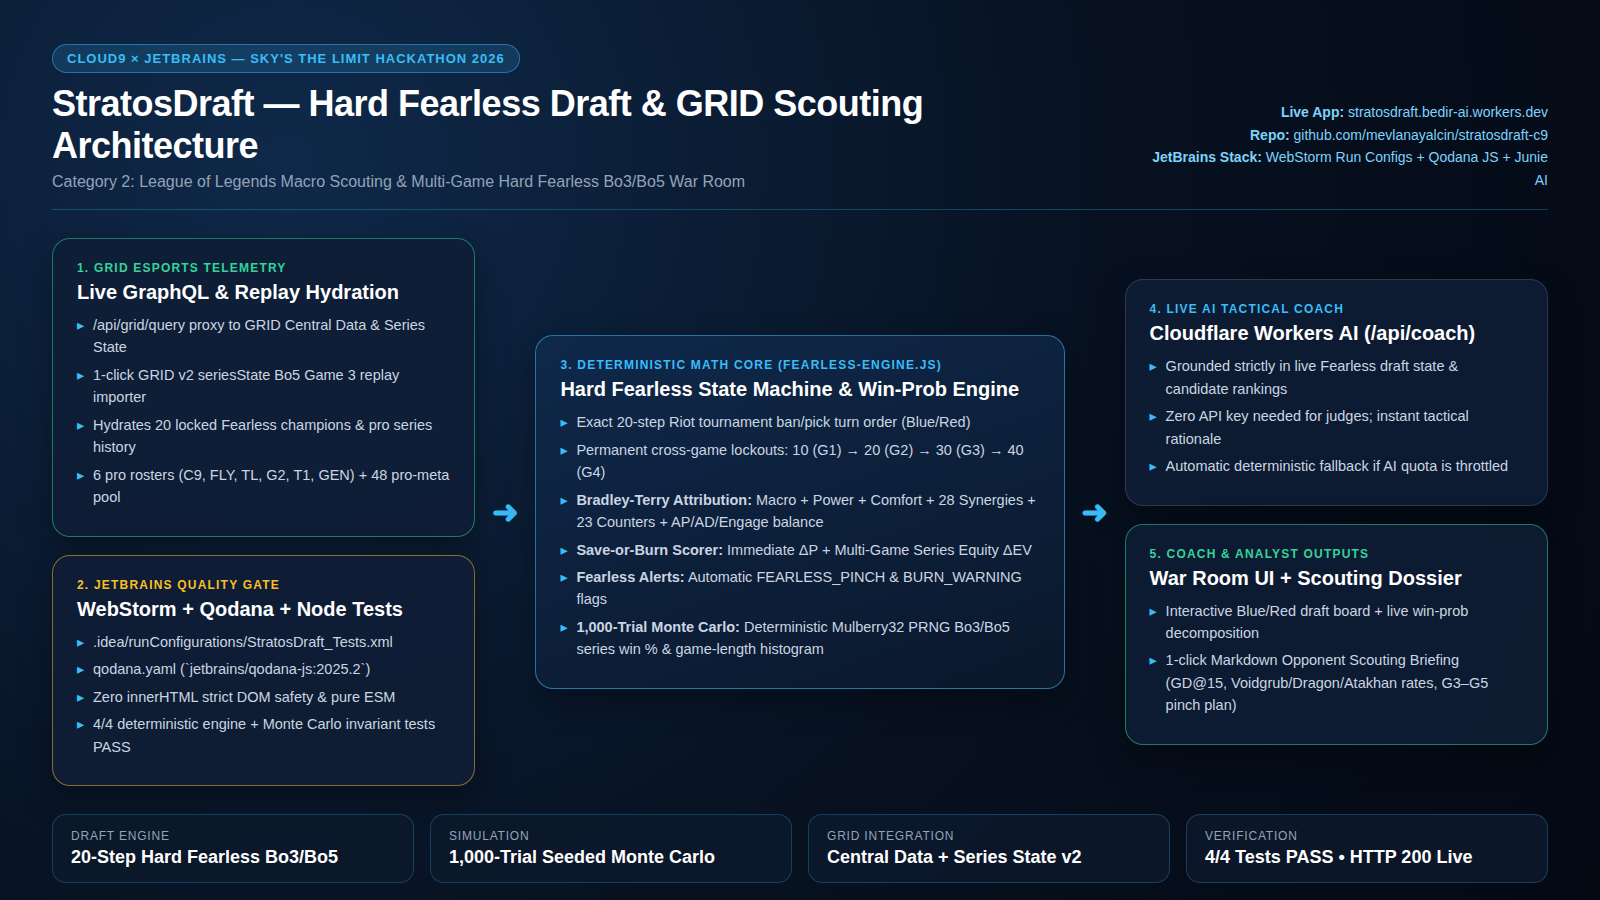 CLOUD9 × JETBRAINS — SKY'S THE LIMIT HACKATHON 2026
StratosDraft — Hard Fearless Draft & GRID Scouting
Architecture
Category 2: League of Legends Macro Scouting & Multi-Game Hard Fearless Bo3/Bo5 War Room
Live App: stratosdraft.bedir-ai.workers.dev
Repo: github.com/mevlanayalcin/stratosdraft-c9
JetBrains Stack: WebStorm Run Configs + Qodana JS + Junie
AI
1. GRID ESPORTS TELEMETRY
Live GraphQL & Replay Hydration
▸ /api/grid/query proxy to GRID Central Data & Series
State
▸ 1-click GRID v2 seriesState Bo5 Game 3 replay
importer
▸ Hydrates 20 locked Fearless champions & pro series
history
▸ 6 pro rosters (C9, FLY, TL, G2, T1, GEN) + 48 pro-meta
pool
2. JETBRAINS QUALITY GATE
WebStorm + Qodana + Node Tests
▸ .idea/runConfigurations/StratosDraft_Tests.xml
▸ qodana.yaml (`jetbrains/qodana-js:2025.2`)
▸ Zero innerHTML strict DOM safety & pure ESM
▸ 4/4 deterministic engine + Monte Carlo invariant tests
PASS
➜
3. DETERMINISTIC MATH CORE (FEARLESS-ENGINE.JS)
Hard Fearless State Machine & Win-Prob Engine
▸ Exact 20-step Riot tournament ban/pick turn order (Blue/Red)
▸ Permanent cross-game lockouts: 10 (G1) → 20 (G2) → 30 (G3) → 40
(G4)
▸ Bradley-Terry Attribution: Macro + Power + Comfort + 28 Synergies +
23 Counters + AP/AD/Engage balance
▸ Save-or-Burn Scorer: Immediate ΔP + Multi-Game Series Equity ΔEV
▸ Fearless Alerts: Automatic FEARLESS_PINCH & BURN_WARNING
flags
▸ 1,000-Trial Monte Carlo: Deterministic Mulberry32 PRNG Bo3/Bo5
series win % & game-length histogram
➜
4. LIVE AI TACTICAL COACH
Cloudflare Workers AI (/api/coach)
▸ Grounded strictly in live Fearless draft state &
candidate rankings
▸ Zero API key needed for judges; instant tactical
rationale
▸ Automatic deterministic fallback if AI quota is throttled
5. COACH & ANALYST OUTPUTS
War Room UI + Scouting Dossier
▸ Interactive Blue/Red draft board + live win-prob
decomposition
▸ 1-click Markdown Opponent Scouting Briefing
(GD@15, Voidgrub/Dragon/Atakhan rates, G3–G5
pinch plan)
DRAFT ENGINE
20-Step Hard Fearless Bo3/Bo5
SIMULATION
1,000-Trial Seeded Monte Carlo
GRID INTEGRATION
Central Data + Series State v2
VERIFICATION
4/4 Tests PASS • HTTP 200 Live